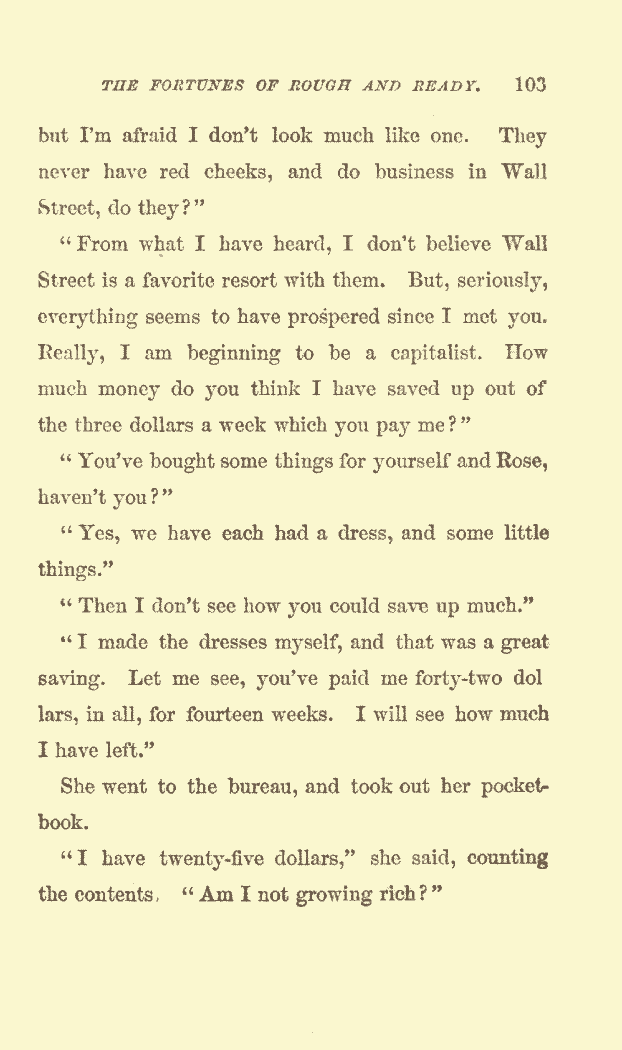 THE FORTUNES OF ROUGH AND READY. 103
but I'm afraid I don't look much like one. They
never have red cheeks, and do business in Wall
Street, do they?"
"From what I have heard, I don't believe Wall
Street is a favorite resort with them. But, seriously,
everything seems to have prospered since I met you.
Really, I am beginning to be a capitalist. How
much money do you think I have saved up out of
the three dollars a week which you pay me?"
"You've bought some things for yourself and Rose,
haven't you?"
"Yes, we have each had a dress, and some little
things."
"Then I don't see how you could save up much."
"I made the dresses myself, and that was a great
saving. Let me see, you've paid me forty-two dol
lars, in all, for fourteen weeks. I will see how much
I have left."
She went to the bureau, and took out her pocket-
book.
"I have twenty-five dollars," she said, counting
the contents. "Am I not growing rich?"